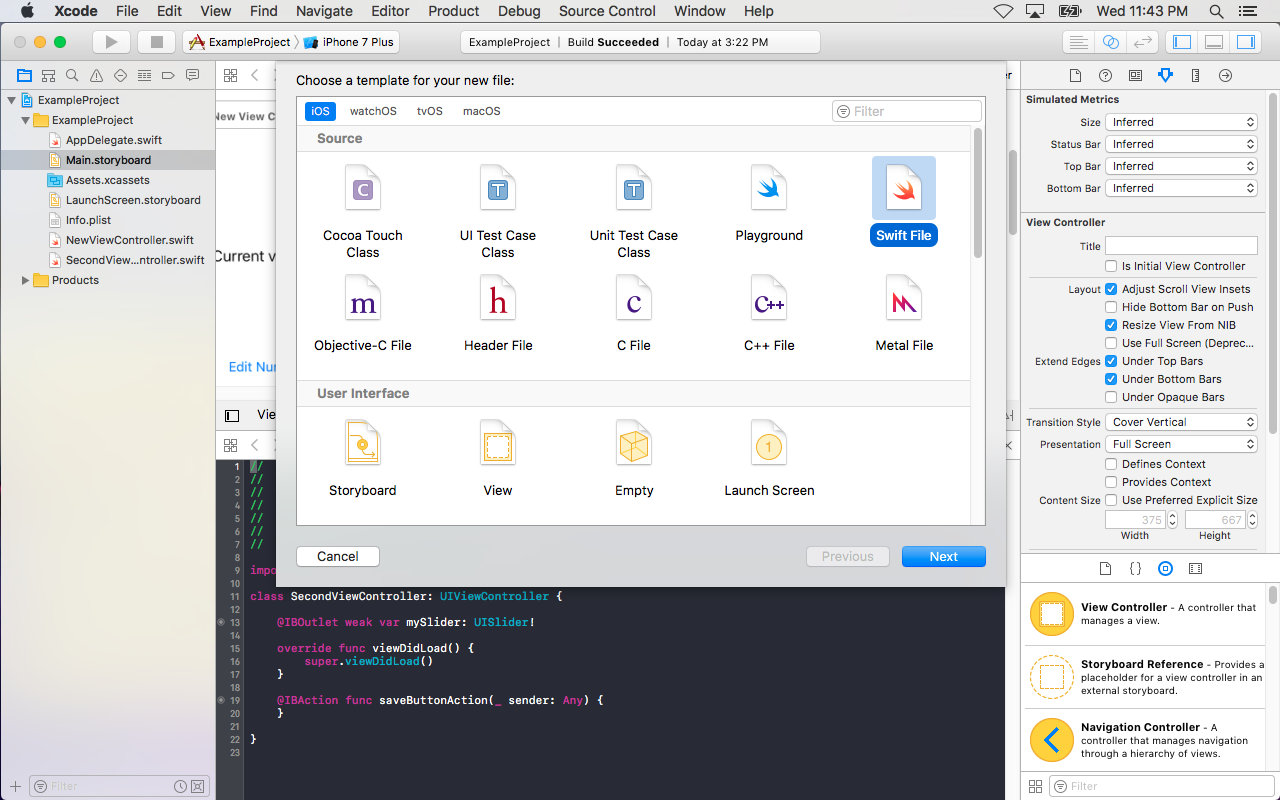 Xcode File Edit View Find Navigate Editor Product Debug Source Control Window Help
Wed 11:43 PM
ExampleProject
iPhone 7 Plus
ExampleProject | Build Succeeded | Today at 3:22 PM
ExampleProject
ExampleProject
AppDelegate.swift
Main.storyboard
Assets.xcassets
LaunchScreen.storyboard
Info.plist
NewViewController.swift
SecondView...ntroller.swift
Products
Filter
New View C
Current v
Edit Nu
Vie
Choose a template for your new file:
iOS watchOS tvOS macOS
Filter
Source
C T T
Cocoa Touch
Class
UI Test Case
Class
Unit Test Case
Class
Playground
Swift File
m h c C++
Objective-C File
Header File
C File
C++ File
Metal File
User Interface
1
Storyboard
View
Empty
Launch Screen
Cancel
Previous
Next
1 //
2 //
3 //
4 //
5 //
6 //
7 //
8
9 impo
10
11 class SecondViewController: UIViewController {
12
13 @IBOutlet weak var mySlider: UISlider!
14
15 override func viewDidLoad() {
16 super.viewDidLoad()
17 }
18
19 @IBAction func saveButtonAction(_ sender: Any) {
20 }
21
22 }
23
Simulated Metrics
Size Inferred
Status Bar Inferred
Top Bar Inferred
Bottom Bar Inferred
View Controller
Title
Is Initial View Controller
Layout Adjust Scroll View Insets
Hide Bottom Bar on Push
Resize View From NIB
Use Full Screen (Deprec...
Extend Edges Under Top Bars
Under Bottom Bars
Under Opaque Bars
Transition Style Cover Vertical
Presentation Full Screen
Defines Context
Provides Context
Content Size Use Preferred Explicit Size
375 667
Width Height
{}
View Controller - A controller that
manages a view.
Storyboard Reference - Provides a
placeholder for a view controller in an
external storyboard.
Navigation Controller - A
controller that manages navigation
through a hierarchy of views.
Filter